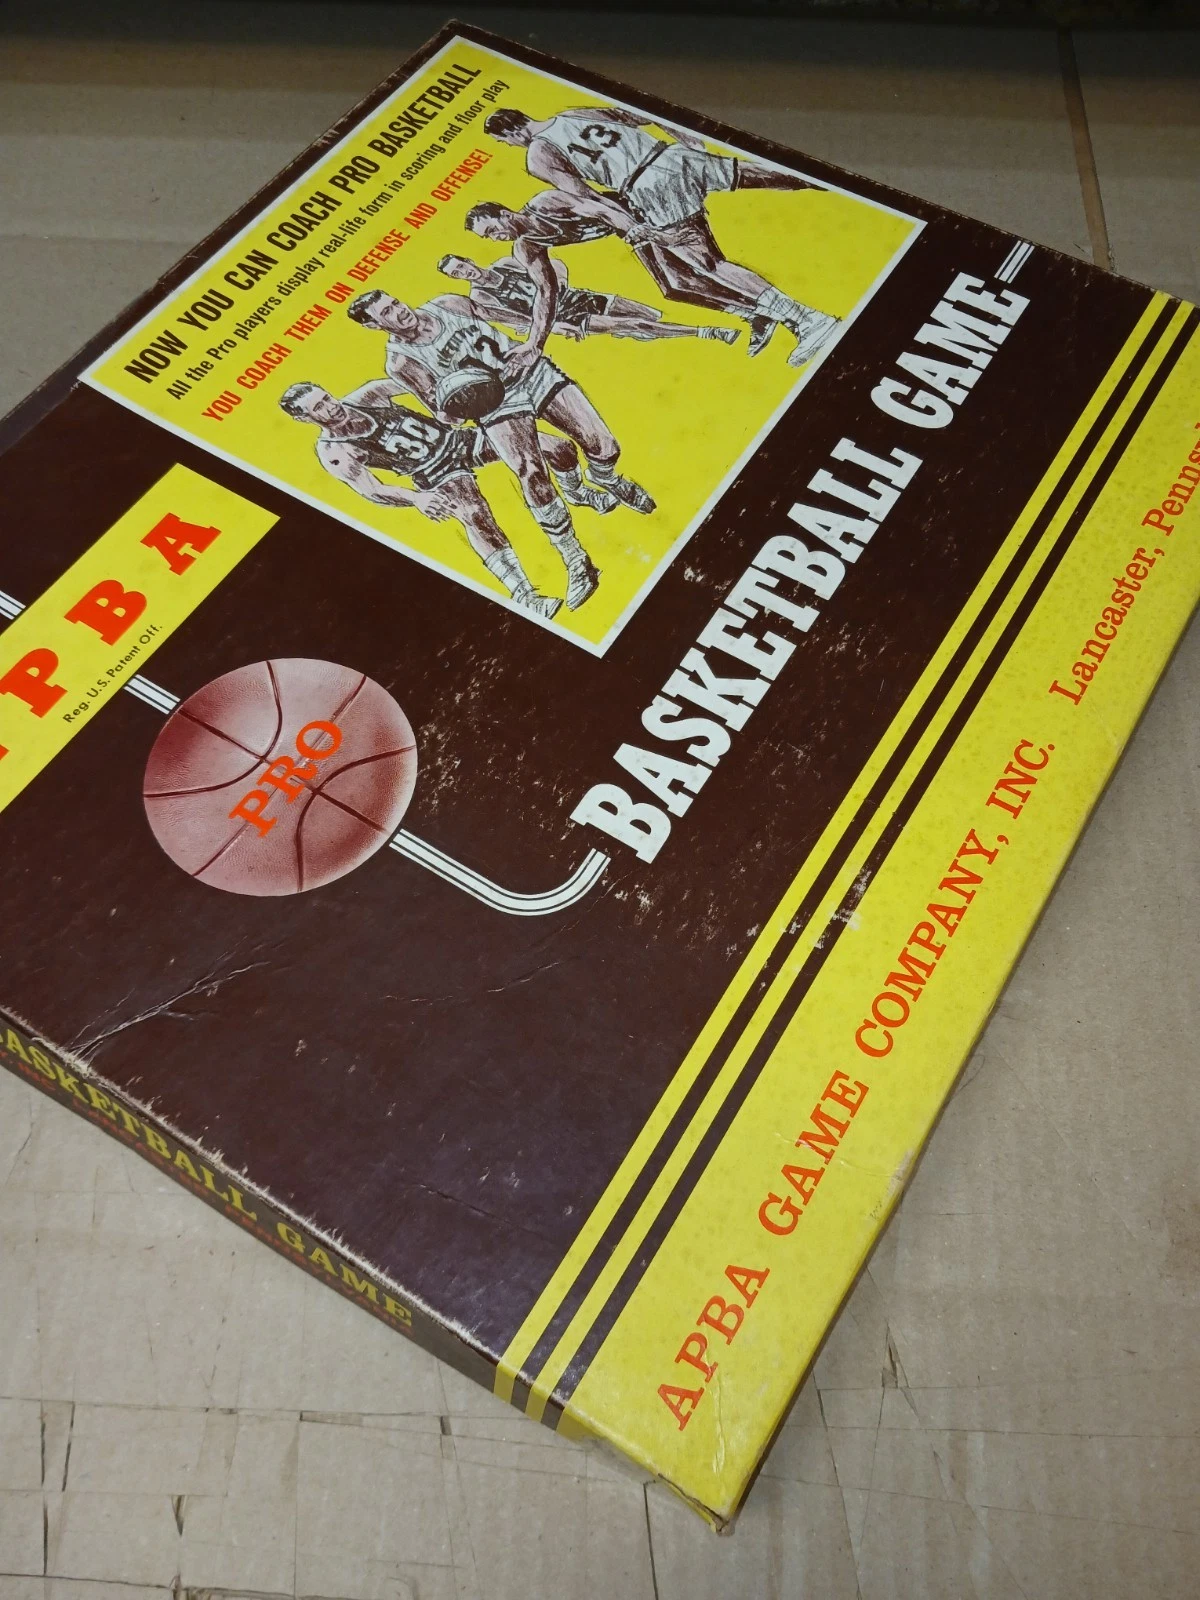 NOW YOU CAN COACH PRO BASKETBALL
All the Pro players display real-life form in scoring and floor play
YOU COACH THEM ON DEFENSE AND OFFENSE!
13
12
30
PBA
Reg. U.S. Patent Off.
PRO
BASKETBALL GAME
APBA GAME COMPANY, INC. Lancaster,
BASKETBALL GAME